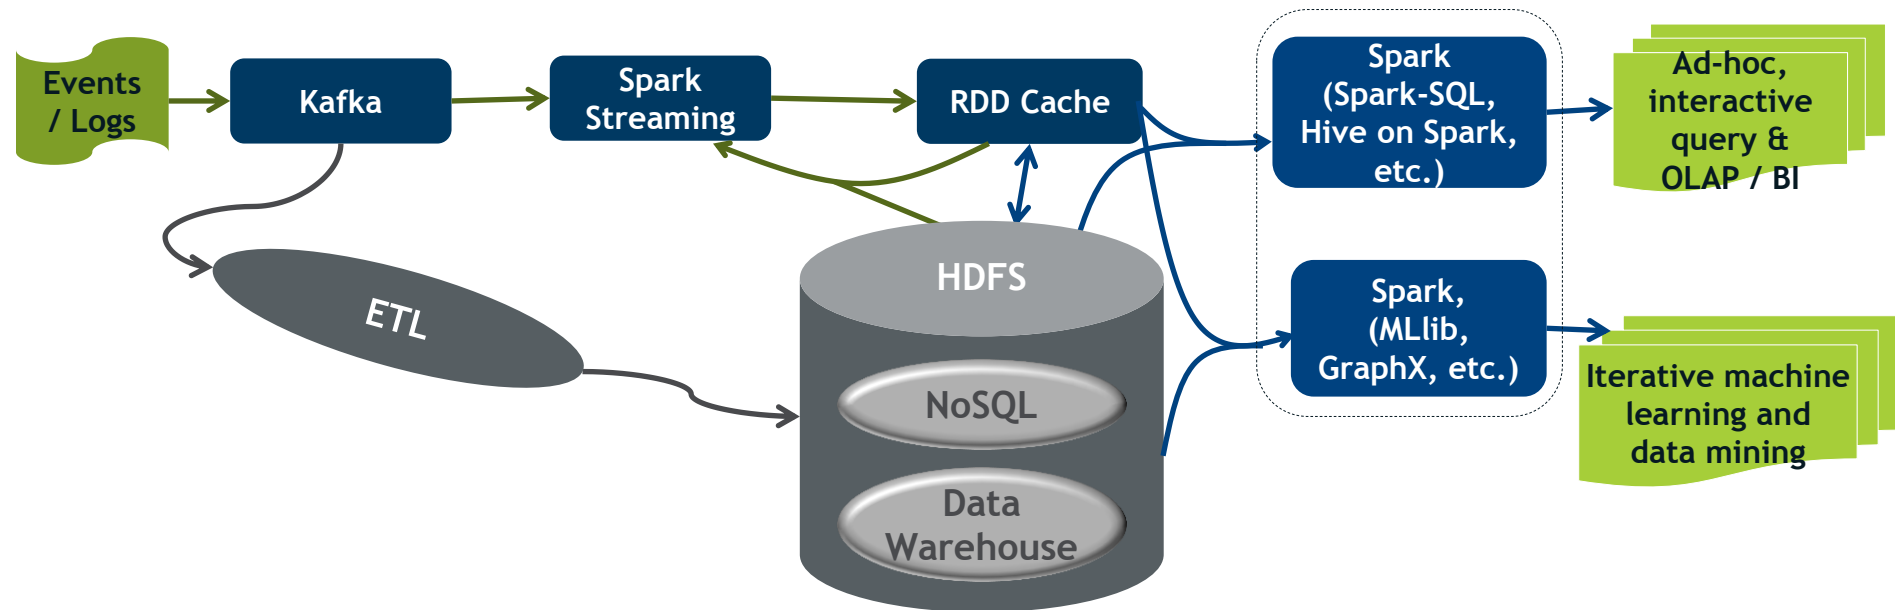 Events
/ Logs
Kafka
Spark
Streaming
RDD Cache
Spark
(Spark-SQL,
Hive on Spark,
etc.)
Ad-hoc,
interactive
query &
OLAP / BI
ETL
HDFS
NoSQL
Data
Warehouse
Spark,
(MLlib,
GraphX, etc.)
Iterative machine
learning and
data mining